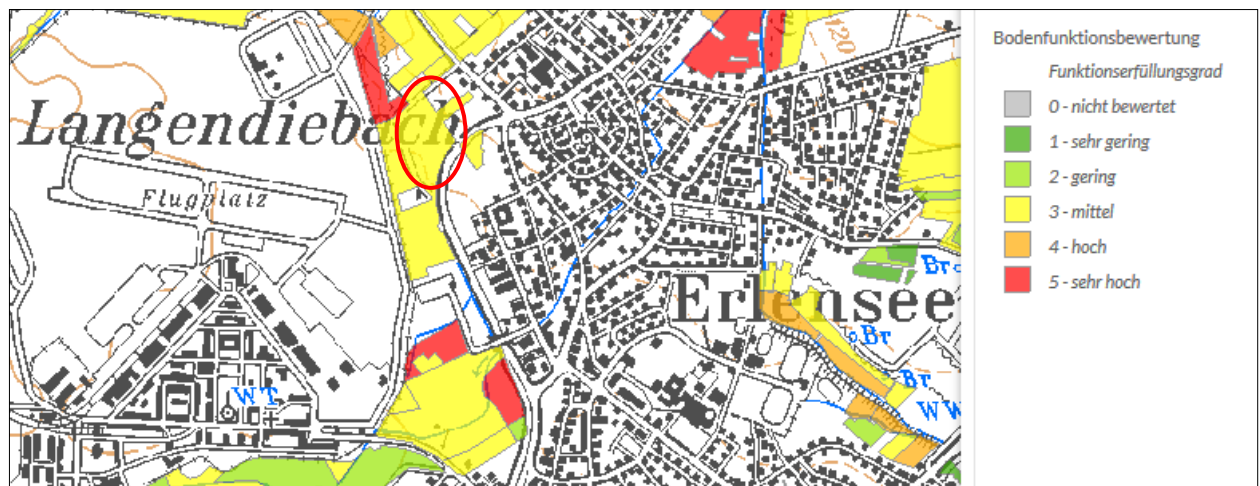 120
Langendiebach
Flugplatz
Erlensee
Br
Br
Br
WT
WW
Bodenfunktionsbewertung
Funktionserfüllungsgrad
0 - nicht bewertet
1 - sehr gering
2 - gering
3 - mittel
4 - hoch
5 - sehr hoch